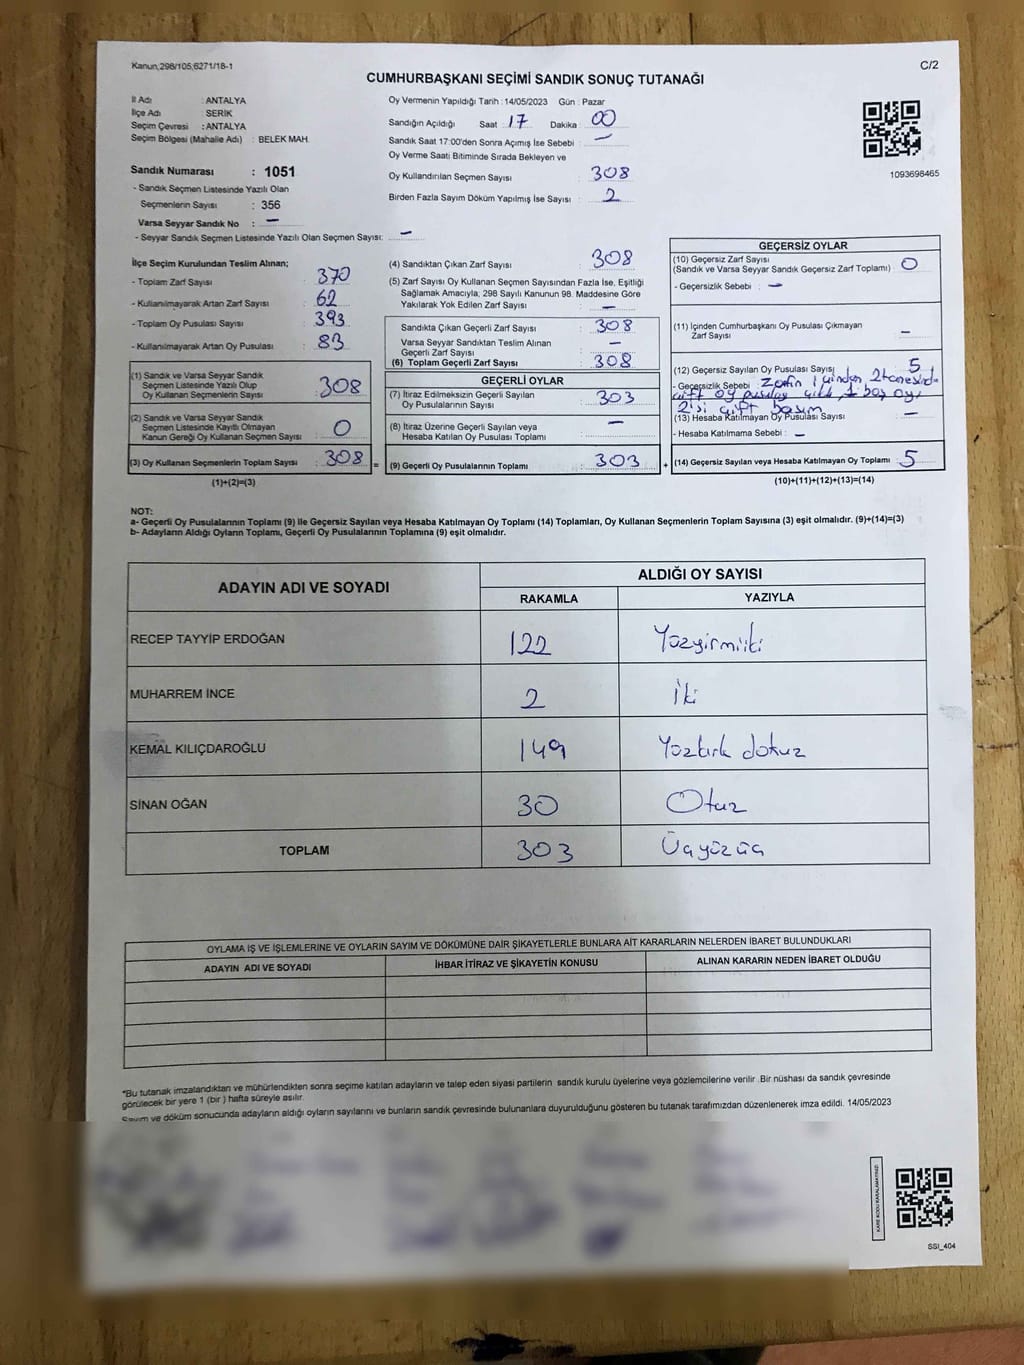 Kanun;298/105;6271/18-1
C/2
CUMHURBAŞKANI SEÇİMİ SANDIK SONUÇ TUTANAĞI
İl Adı : ANTALYA
İlçe Adı : SERİK
Seçim Çevresi : ANTALYA
Seçim Bölgesi (Mahalle Adı) : BELEK MAH.
Sandık Numarası : 1051
- Sandık Seçmen Listesinde Yazılı Olan
Seçmenlerin Sayısı : 356
Varsa Seyyar Sandık No : —
- Seyyar Sandık Seçmen Listesinde Yazılı Olan Seçmen Sayısı: —
Oy Vermenin Yapıldığı Tarih : 14/05/2023 Gün : Pazar
Sandığın Açıldığı Saat : 17 Dakika : 00
Sandık Saat 17:00'den Sonra Açımış İse Sebebi : —
Oy Verme Saati Bitiminde Sırada Bekleyen ve
Oy Kullandırılan Seçmen Sayısı : 308
Birden Fazla Sayım Döküm Yapılmış İse Sayısı : 2
1093698465
İlçe Seçim Kurulundan Teslim Alınan;
- Toplam Zarf Sayısı : 370
- Kullanılmayarak Artan Zarf Sayısı : 62
- Toplam Oy Pusulası Sayısı : 393
- Kullanılmayarak Artan Oy Pusulası : 83
(1) Sandık ve Varsa Seyyar Sandık
Seçmen Listesinde Yazılı Olup
Oy Kullanan Seçmenlerin Sayısı : 308
(2) Sandık ve Varsa Seyyar Sandık
Seçmen Listesinde Kayıtlı Olmayan
Kanun Gereği Oy Kullanan Seçmen Sayısı : 0
(3) Oy Kullanan Seçmenlerin Toplam Sayısı : 308 =
(1)+(2)=(3)
(4) Sandıktan Çıkan Zarf Sayısı : 308
(5) Zarf Sayısı Oy Kullanan Seçmen Sayısından Fazla İse, Eşitliği
Sağlamak Amacıyla, 298 Sayılı Kanunun 98. Maddesine Göre
Yakılarak Yok Edilen Zarf Sayısı : —
Sandıkta Çıkan Geçerli Zarf Sayısı : 308
Varsa Seyyar Sandıktan Teslim Alınan
Geçerli Zarf Sayısı : —
(6) Toplam Geçerli Zarf Sayısı : 308
GEÇERLİ OYLAR
(7) İtiraz Edilmeksizin Geçerli Sayılan
Oy Pusulalarının Sayısı : 303
(8) İtiraz Üzerine Geçerli Sayılan veya
Hesaba Katılan Oy Pusulası Toplamı : —
(9) Geçerli Oy Pusulalarının Toplamı : 303 +
GEÇERSİZ OYLAR
(10) Geçersiz Zarf Sayısı
(Sandık ve Varsa Seyyar Sandık Geçersiz Zarf Toplamı) : 0
- Geçersizlik Sebebi : —
(11) İçinden Cumhurbaşkanı Oy Pusulası Çıkmayan
Zarf Sayısı : —
(12) Geçersiz Sayılan Oy Pusulası Sayısı : 5
- Geçersizlik Sebebi : Zarfın içinden 2tanesinde
çift oy pusulası çıktı 1 boş oy,
2'si çift basım
(13) Hesaba Katılmayan Oy Pusulası Sayısı : —
- Hesaba Katılmama Sebebi : —
(14) Geçersiz Sayılan veya Hesaba Katılmayan Oy Toplamı : 5
(10)+(11)+(12)+(13)=(14)
NOT:
a- Geçerli Oy Pusulalarının Toplamı (9) ile Geçersiz Sayılan veya Hesaba Katılmayan Oy Toplamı (14) Toplamları, Oy Kullanan Seçmenlerin Toplam Sayısına (3) eşit olmalıdır. (9)+(14)=(3)
b- Adayların Aldığı Oyların Toplamı, Geçerli Oy Pusulalarının Toplamına (9) eşit olmalıdır.
ADAYIN ADI VE SOYADI ALDIĞI OY SAYISI
RAKAMLA YAZIYLA
RECEP TAYYİP ERDOĞAN 122 Yüzyirmiiki
MUHARREM İNCE 2 İki
KEMAL KILIÇDAROĞLU 149 Yüzkırk dokuz
SİNAN OĞAN 30 Otuz
TOPLAM 303 Üçyüzüç
OYLAMA İŞ VE İŞLEMLERİNE VE OYLARIN SAYIM VE DÖKÜMÜNE DAİR ŞİKAYETLERLE BUNLARA AİT KARARLARIN NELERDEN İBARET BULUNDUKLARI
ADAYIN ADI VE SOYADI İHBAR İTİRAZ VE ŞİKAYETİN KONUSU ALINAN KARARIN NEDEN İBARET OLDUĞU
*Bu tutanak imzalandıktan ve mühürlendikten sonra seçime katılan adayların ve talep eden siyasi partilerin sandık kurulu üyelerine veya gözlemcilerine verilir .Bir nüshası da sandık çevresinde
görülecek bir yere 1 (bir ) hafta süreyle asılır.
Sayım ve döküm sonucunda adayların aldığı oyların sayılarını ve bunların sandık çevresinde bulunanlara duyurulduğunu gösteren bu tutanak tarafımızdan düzenlenerek imza edildi. 14/05/2023
KARE KODU KARALAMAYINIZ!
SSI_404